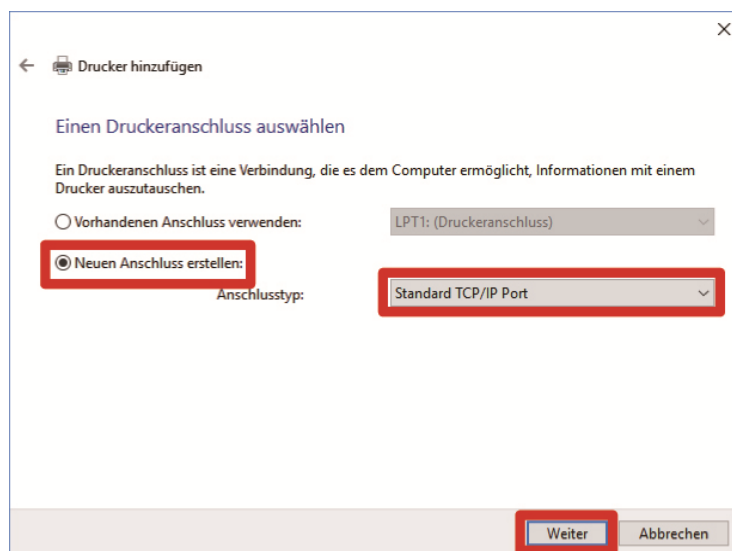 Drucker hinzufügen
Einen Druckeranschluss auswählen
Ein Druckeranschluss ist eine Verbindung, die es dem Computer ermöglicht, Informationen mit einem
Drucker auszutauschen.
Vorhandenen Anschluss verwenden: LPT1: (Druckeranschluss)
Neuen Anschluss erstellen:
Anschlusstyp: Standard TCP/IP Port
Weiter Abbrechen